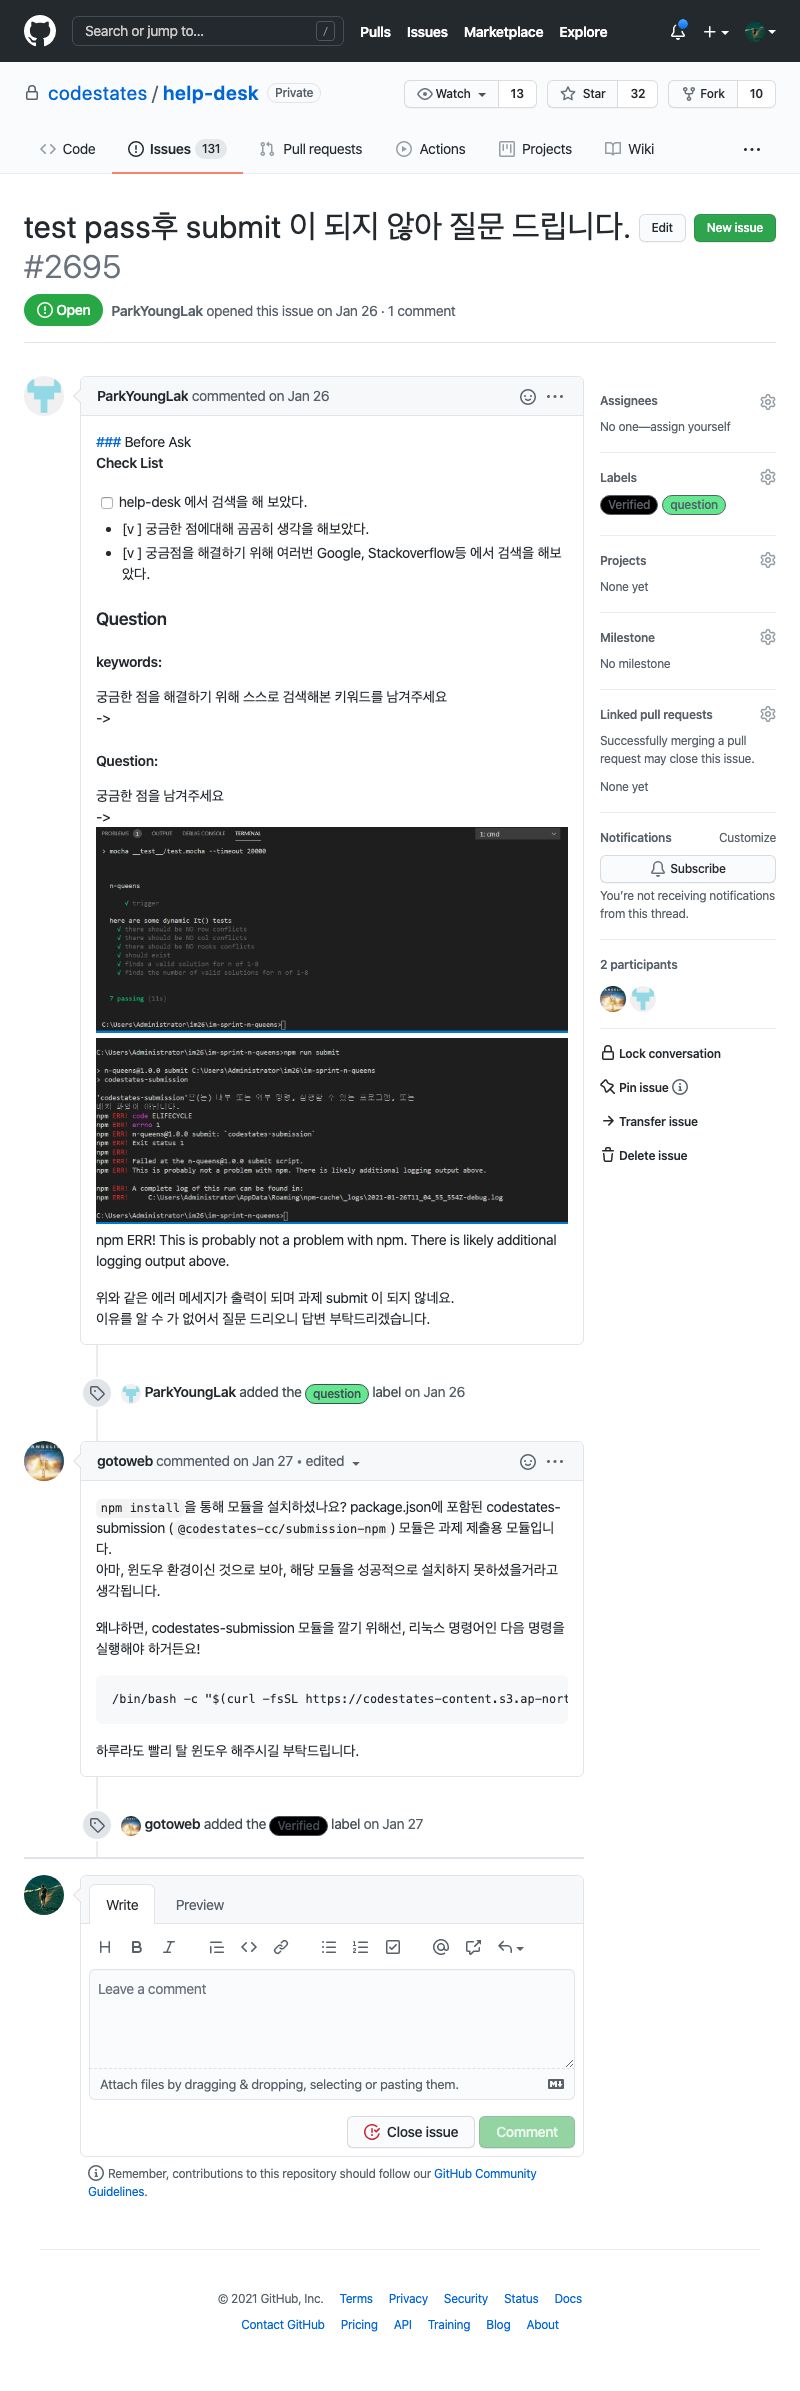 Search or jump to... /
Pulls Issues Marketplace Explore
codestates / help-desk Private
Watch 13 Star 32 Fork 10
Code Issues 131 Pull requests Actions Projects Wiki
test pass후 submit 이 되지 않아 질문 드립니다.
#2695
Edit New issue
Open ParkYoungLak opened this issue on Jan 26 · 1 comment
ParkYoungLak commented on Jan 26
### Before Ask
Check List
help-desk 에서 검색을 해 보았다.
[v ] 궁금한 점에대해 곰곰히 생각을 해보았다.
[v ] 궁금점을 해결하기 위해 여러번 Google, Stackoverflow등 에서 검색을 해보
았다.
Question
keywords:
궁금한 점을 해결하기 위해 스스로 검색해본 키워드를 남겨주세요
->
Question:
궁금한 점을 남겨주세요
->
PROBLEMS 1 OUTPUT DEBUG CONSOLE TERMINAL 1: cmd
> mocha __test__/test.mocha --timeout 20000
n-queens
√ trigger
here are some dynamic It() tests
√ there should be NO row conflicts
√ there should be NO col conflicts
√ there should be NO rooks conflicts
√ should exist
√ finds a valid solution for n of 1-8
√ finds the number of valid solutions for n of 1-8
7 passing (11s)
C:\Users\Administrator\im26\im-sprint-n-queens>
C:\Users\Administrator\im26\im-sprint-n-queens>npm run submit
> n-queens@1.0.0 submit C:\Users\Administrator\im26\im-sprint-n-queens
> codestates-submission
'codestates-submission'은(는) 내부 또는 외부 명령, 실행할 수 있는 프로그램, 또는
배치 파일이 아닙니다.
npm ERR! code ELIFECYCLE
npm ERR! errno 1
npm ERR! n-queens@1.0.0 submit: `codestates-submission`
npm ERR! Exit status 1
npm ERR!
npm ERR! Failed at the n-queens@1.0.0 submit script.
npm ERR! This is probably not a problem with npm. There is likely additional logging output above.
npm ERR! A complete log of this run can be found in:
npm ERR! C:\Users\Administrator\AppData\Roaming\npm-cache\_logs\2021-01-26T11_04_55_554Z-debug.log
C:\Users\Administrator\im26\im-sprint-n-queens>
npm ERR! This is probably not a problem with npm. There is likely additional
logging output above.
위와 같은 에러 메세지가 출력이 되며 과제 submit 이 되지 않네요.
이유를 알 수 가 없어서 질문 드리오니 답변 부탁드리겠습니다.
ParkYoungLak added the question label on Jan 26
gotoweb commented on Jan 27 • edited
npm install 을 통해 모듈을 설치하셨나요? package.json에 포함된 codestates-
submission ( @codestates-cc/submission-npm ) 모듈은 과제 제출용 모듈입니
다.
아마, 윈도우 환경이신 것으로 보아, 해당 모듈을 성공적으로 설치하지 못하셨을거라고
생각됩니다.
왜냐하면, codestates-submission 모듈을 깔기 위해선, 리눅스 명령어인 다음 명령을
실행해야 하거든요!
/bin/bash -c "$(curl -fsSL https://codestates-content.s3.ap-nort
하루라도 빨리 탈 윈도우 해주시길 부탁드립니다.
gotoweb added the Verified label on Jan 27
Write Preview
Leave a comment
Attach files by dragging & dropping, selecting or pasting them.
Close issue Comment
Remember, contributions to this repository should follow our GitHub Community
Guidelines.
Assignees
No one—assign yourself
Labels
Verified question
Projects
None yet
Milestone
No milestone
Linked pull requests
Successfully merging a pull
request may close this issue.
None yet
Notifications Customize
Subscribe
You're not receiving notifications
from this thread.
2 participants
Lock conversation
Pin issue
Transfer issue
Delete issue
© 2021 GitHub, Inc. Terms Privacy Security Status Docs
Contact GitHub Pricing API Training Blog About